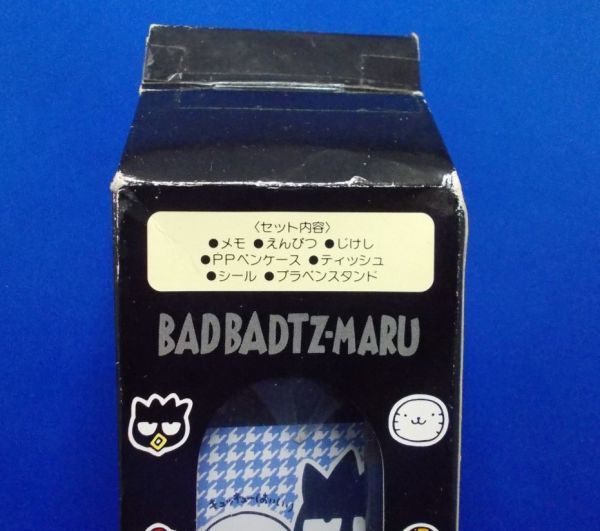 〈セット内容〉
●メモ ●えんぴつ ●じけし
●PPペンケース ●ティッシュ
●シール ●プラペンスタンド
BADBADTZ-MARU